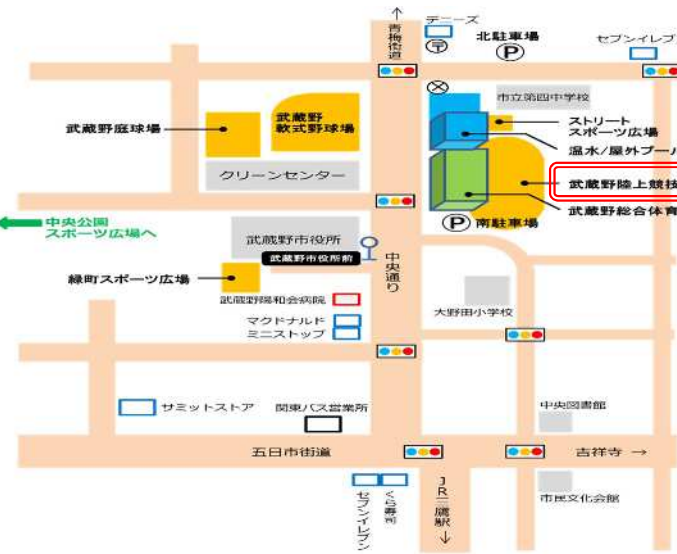 ↑
青梅街道
デニーズ
〒
北駐車場
P
セブンイレブ
市立第四中学校
武蔵野庭球場
武蔵野
軟式野球場
ストリート
スポーツ広場
温水/屋外プール
クリーンセンター
武蔵野陸上競技
武蔵野総合体育
P 南駐車場
中央公園
スポーツ広場へ
武蔵野市役所
武蔵野市役所前
中央通り
緑町スポーツ広場
武蔵野陽和会病院
マクドナルド
ミニストップ
大野田小学校
サミットストア
関東バス営業所
中央図書館
五日市街道
吉祥寺 →
セブンイレブン
くら寿司
JR三鷹駅
↓
市民文化会館